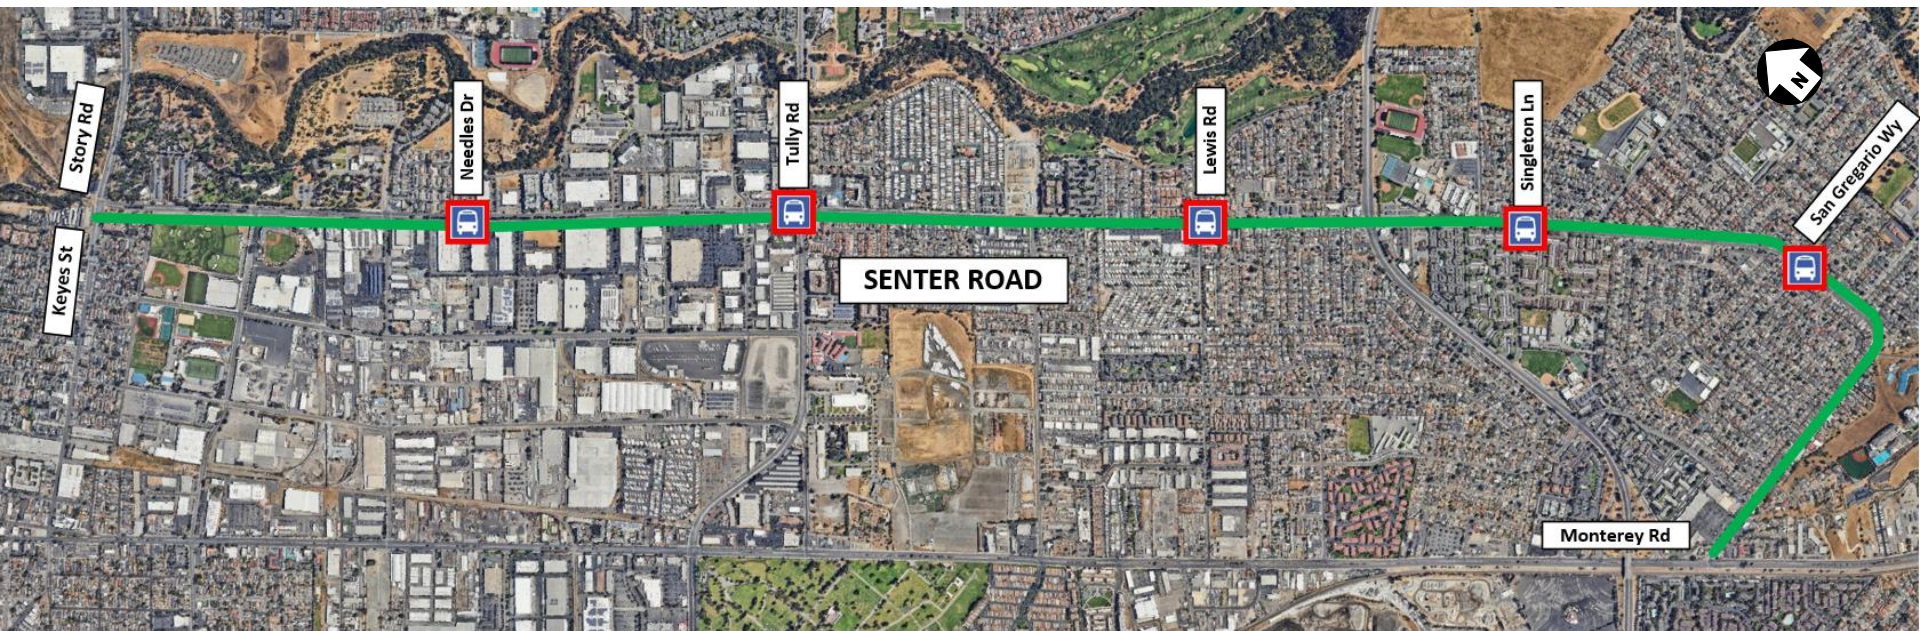 Story Rd
Keyes St
Needles Dr
Tully Rd
SENTER ROAD
Lewis Rd
Singleton Ln
San Gregario Wy
N
Monterey Rd